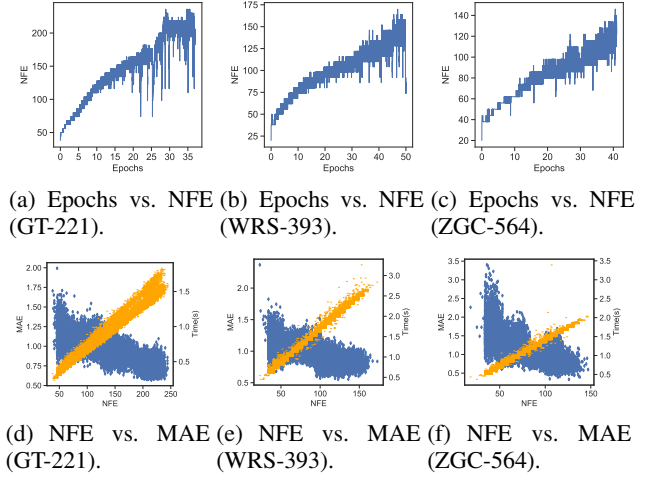 200
150
100
50
NFE
0 5 10 15 20 25 30 35
Epochs
175
150
125
100
75
50
25
NFE
0 10 20 30 40 50
Epochs
140
120
100
80
60
40
20
NFE
0 10 20 30 40
Epochs
(a) Epochs vs. NFE (GT-221).
(b) Epochs vs. NFE (WRS-393).
(c) Epochs vs. NFE (ZGC-564).
2.00
1.75
1.50
1.25
1.00
0.75
0.50
MAE
50 100 150 200 250
NFE
1.5
1.0
0.5
Time(s)
2.0
1.5
1.0
0.5
MAE
50 100 150
NFE
3.0
2.5
2.0
1.5
1.0
0.5
Time(s)
3.5
3.0
2.5
2.0
1.5
1.0
0.5
MAE
50 100 150
NFE
3.5
3.0
2.5
2.0
1.5
1.0
0.5
Time(s)
(d) NFE vs. MAE (GT-221).
(e) NFE vs. MAE (WRS-393).
(f) NFE vs. MAE (ZGC-564).